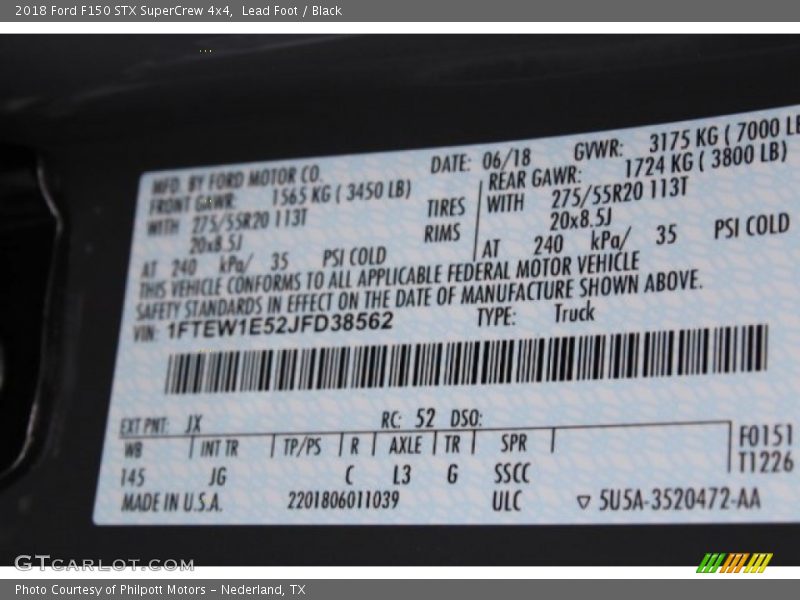 2018 Ford F150 STX SuperCrew 4x4, Lead Foot / Black
MFD. BY FORD MOTOR CO.
DATE: 06/18
GVWR: 3175 KG ( 7000 LB
FRONT GAWR: 1565 KG ( 3450 LB)
REAR GAWR: 1724 KG ( 3800 LB)
WITH 275/55R20 113T
TIRES
WITH 275/55R20 113T
20x8.5J
RIMS
20x8.5J
AT 240 kPa/ 35 PSI COLD
AT 240 kPa/ 35 PSI COLD
THIS VEHICLE CONFORMS TO ALL APPLICABLE FEDERAL MOTOR VEHICLE
SAFETY STANDARDS IN EFFECT ON THE DATE OF MANUFACTURE SHOWN ABOVE.
VIN: 1FTEW1E52JFD38562
TYPE: Truck
EXT PNT: JX RC: 52 DSO:
WB INT TR TP/PS R AXLE TR SPR
F0151
T1226
145 JG C L3 G SSCC
MADE IN U.S.A. 2201806011039 ULC ▽ 5U5A-3520472-AA
GTCARLOT.COM
Photo Courtesy of Philpott Motors - Nederland, TX